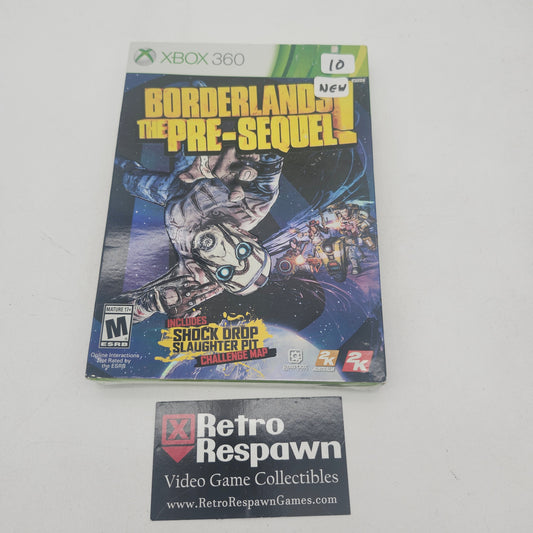 XBOX 360
10
NEW
BORDERLANDS
THE PRE-SEQUEL!
INCLUDES
SHOCK DROP
SLAUGHTER PIT
CHALLENGE MAP
MATURE 17+
M
ESRB
Online Interactions
Not Rated by
the ESRB
2K
AUSTRALIA
2K
Retro
Respawn
Video Game Collectibles
www.RetroRespawnGames.com